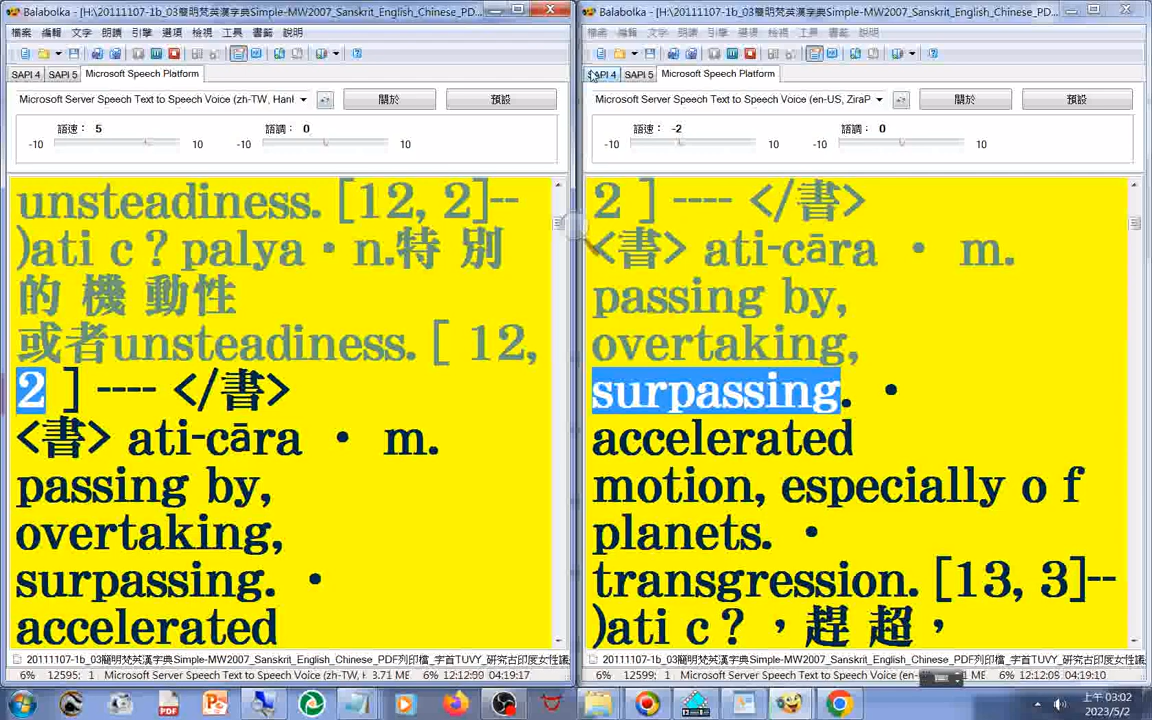 Balabolka - [H:\20111107-1b_03簡明梵英漢字典Simple-MW2007_Sanskrit_English_Chinese_PD...
檔案 編輯 文字 朗讀 引擎 選項 檢視 工具 書籤 說明
SAPI 4 SAPI 5 Microsoft Speech Platform
Microsoft Server Speech Text to Speech Voice (zh-TW, Hanl
關於 預設
語速： 5 語調： 0
-10 10 -10 10
unsteadiness. [12, 2]--
)ati c ? palya • n.特 別
的 機 動性
或者unsteadiness. [ 12,
2 ] ---- </書>
<書> ati-cāra • m.
passing by,
overtaking,
surpassing. •
accelerated
20111107-1b_03簡明梵英漢字典Simple-MW2007_Sanskrit_English_Chinese_PDF列印檔_字首TUVY_研究古印度女性議
6% 12595: 1 Microsoft Server Speech Text to Speech Voice (zh-TW, H 3.71 MB 6% 12:12:99 04:19:17
Balabolka - [H:\20111107-1b_03簡明梵英漢字典Simple-MW2007_Sanskrit_English_Chinese_PDF...
檔案 編輯 文字 朗讀 引擎 選項 檢視 工具 書籤 說明
SAPI 4 SAPI 5 Microsoft Speech Platform
Microsoft Server Speech Text to Speech Voice (en-US, ZiraP
關於 預設
語速： -2 語調： 0
-10 10 -10 10
2 ] ---- </書>
<書> ati-cāra • m.
passing by,
overtaking,
surpassing. •
accelerated
motion, especially o f
planets. •
transgression. [13, 3]--
)ati c ? ，趕 超，
20111107-1b_03簡明梵英漢字典Simple-MW2007_Sanskrit_English_Chinese_PDF列印檔_字首TUVY_研究古印度女性議
6% 12599: 1 Microsoft Server Speech Text to Speech Voice (en-US 1 MB 6% 12:12:08 04:19:10
上午 03:02
2023/5/2